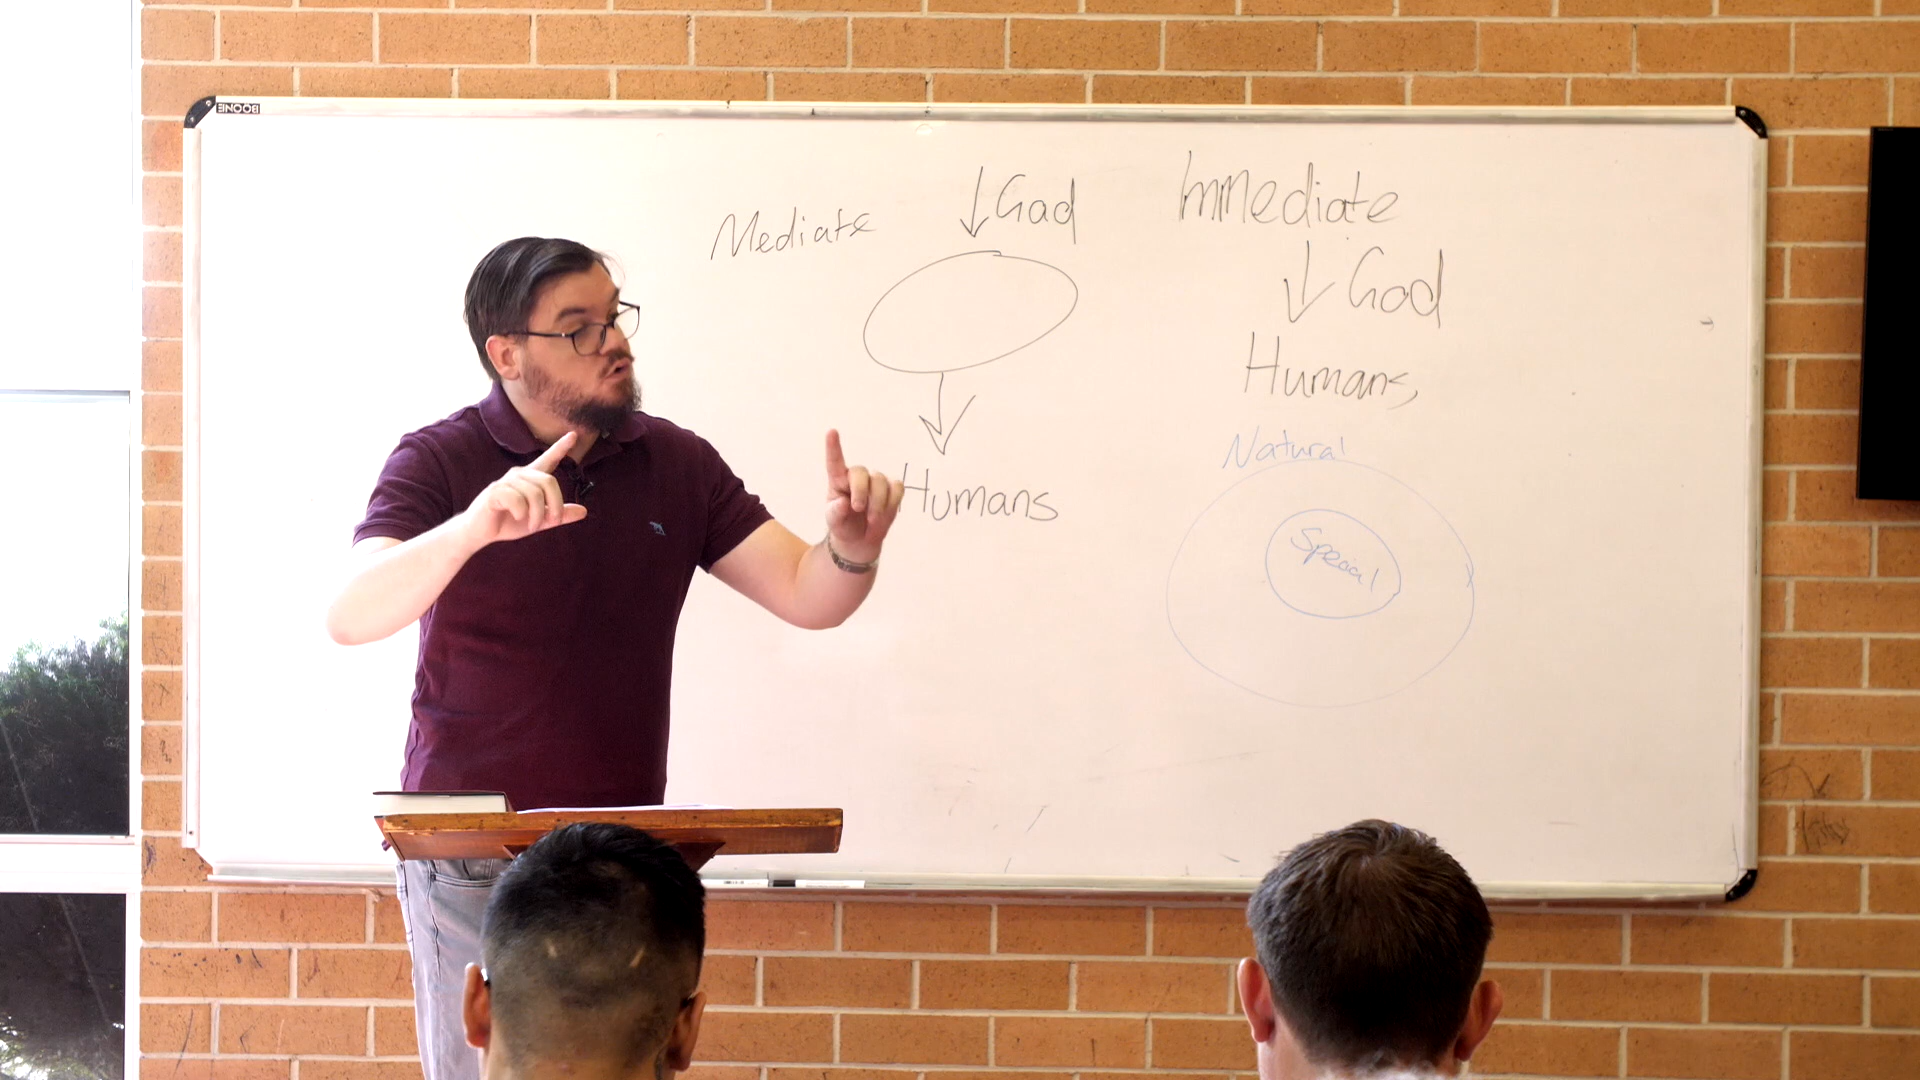 BOONE
Mediate
↓ God
Humans
Immediate
↓ God
Humans,
Natural
Special